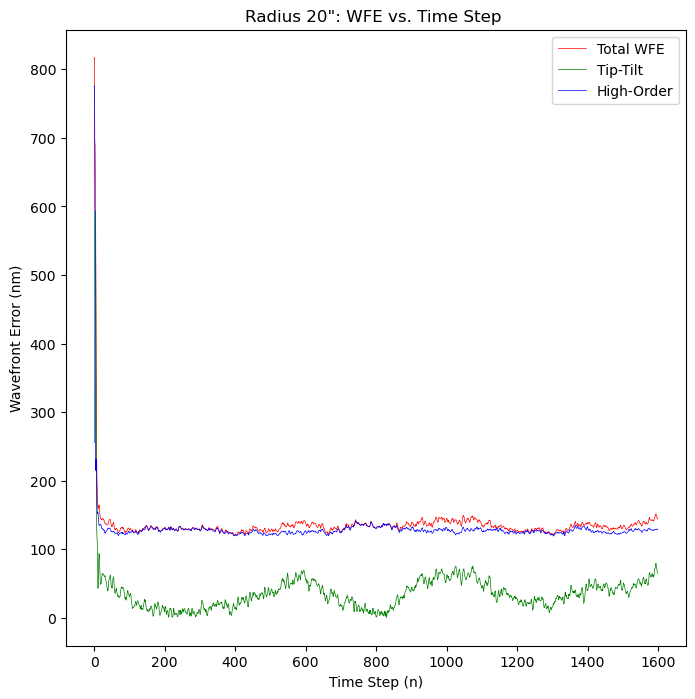 Radius 20": WFE vs. Time Step
Total WFE
Tip-Tilt
High-Order
Wavefront Error (nm)
800
700
600
500
400
300
200
100
0
0 200 400 600 800 1000 1200 1400 1600
Time Step (n)